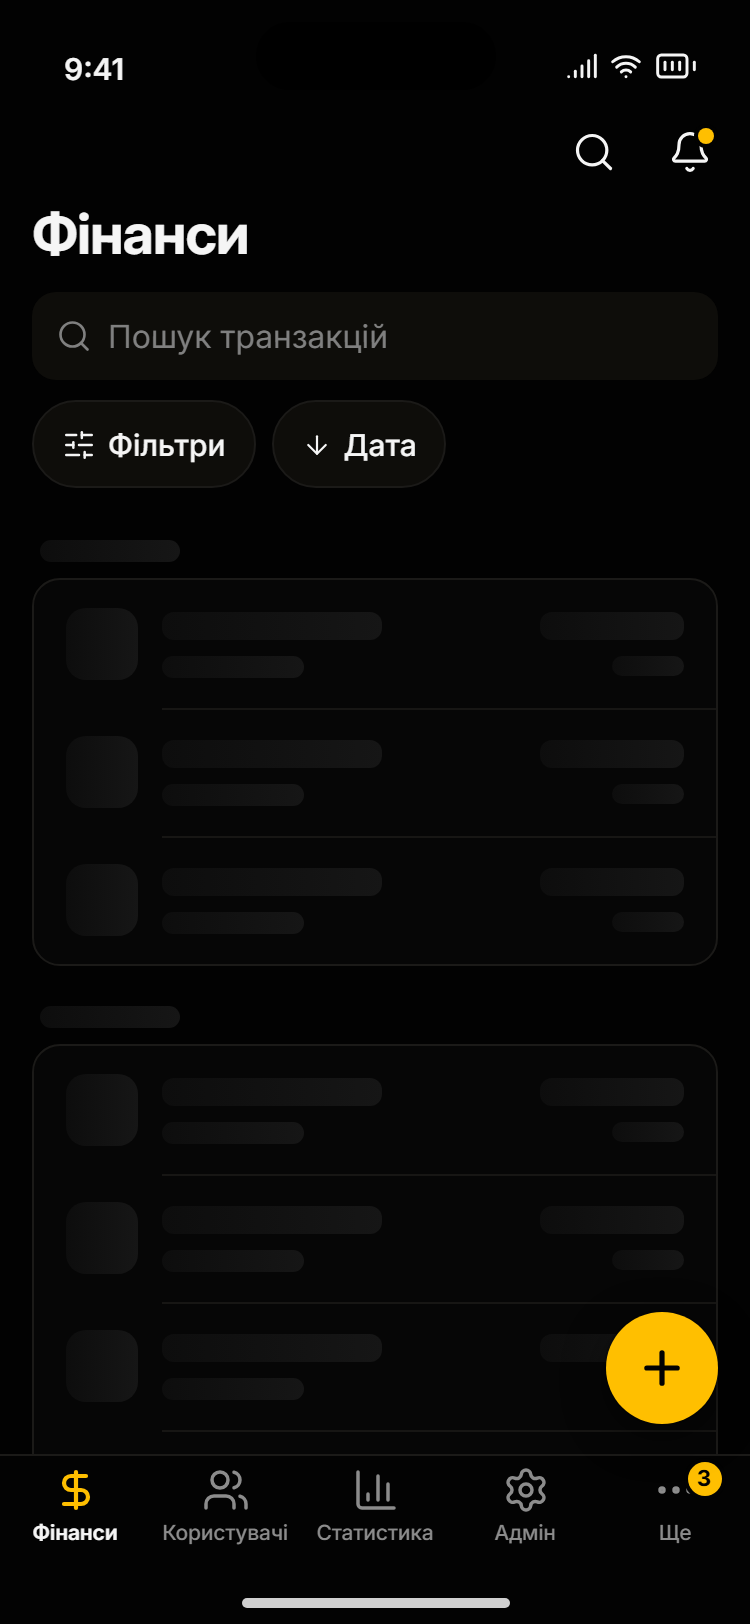 9:41
Фінанси
Пошук транзакцій
Фільтри
Дата
3
Фінанси
Користувачі
Статистика
Адмін
Ще